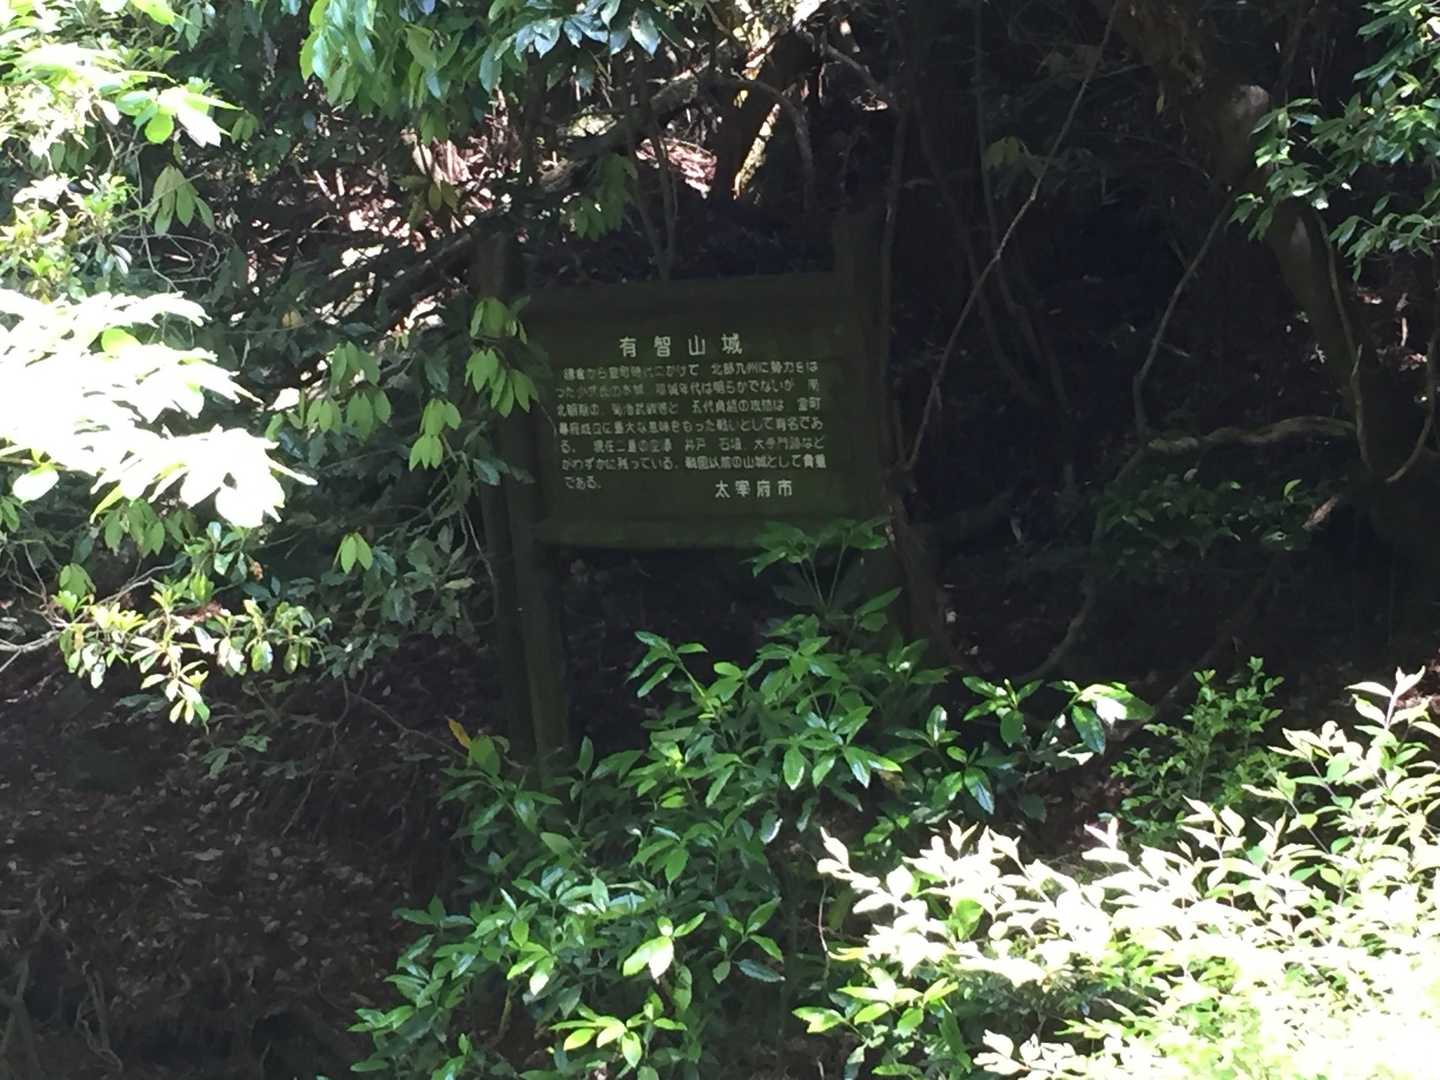 有智山城
鎌倉から室町時代にかけて 北部九州に勢力をは
った少弐氏の本城 築城年代は明らかでないが 南
北朝期の、菊池武敏等と 少弐貞経の攻防は 室町
幕府成立に重大な意味をもった戦いとして有名であ
る。 現在二重の空濠 井戸 石垣 大手門跡など
がわずかに残っている。戦国以前の山城として貴重
である。
太宰府市